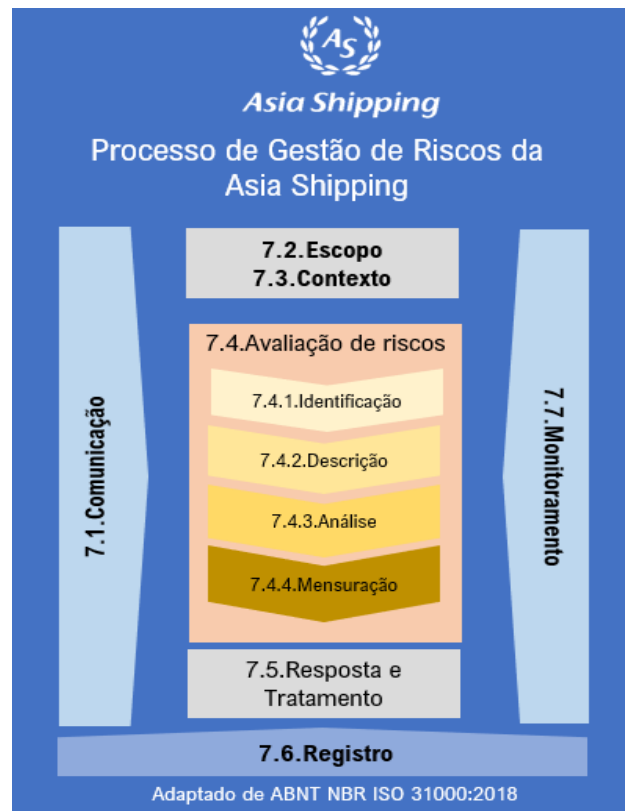 AS
Asia Shipping
Processo de Gestão de Riscos da
Asia Shipping
7.2.Escopo
7.3.Contexto
7.4.Avaliação de riscos
7.4.1.Identificação
7.4.2.Descrição
7.4.3.Análise
7.4.4.Mensuração
7.1.Comunicação
7.7.Monitoramento
7.5.Resposta e
Tratamento
7.6.Registro
Adaptado de ABNT NBR ISO 31000:2018